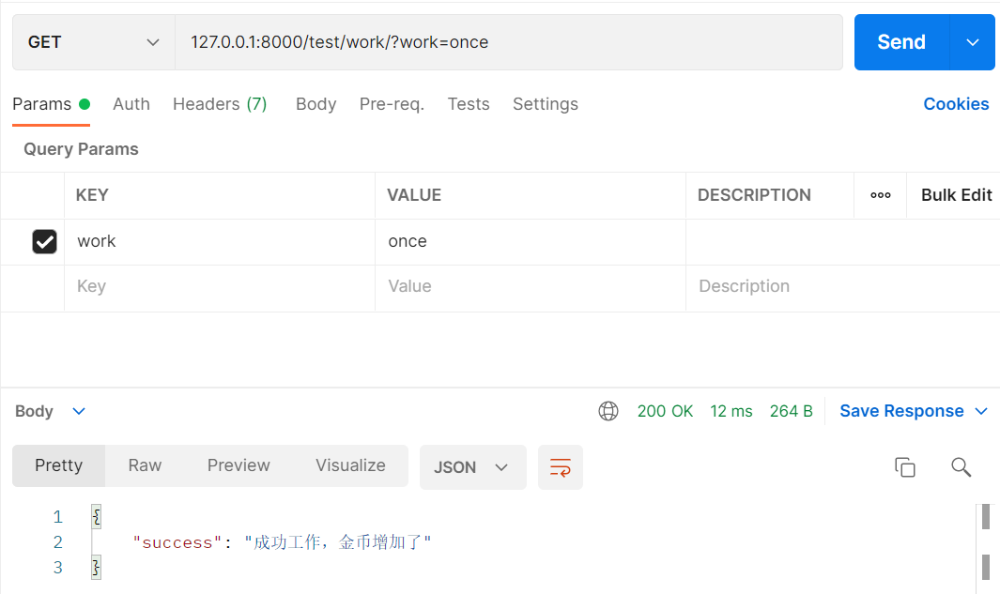 GET 127.0.0.1:8000/test/work/?work=once Send
Params Auth Headers (7) Body Pre-req. Tests Settings Cookies
Query Params
KEY VALUE DESCRIPTION ooo Bulk Edit
work once
Key Value Description
Body 200 OK 12 ms 264 B Save Response
Pretty Raw Preview Visualize JSON
1 {
2 "success": "成功工作，金币增加了"
3 }